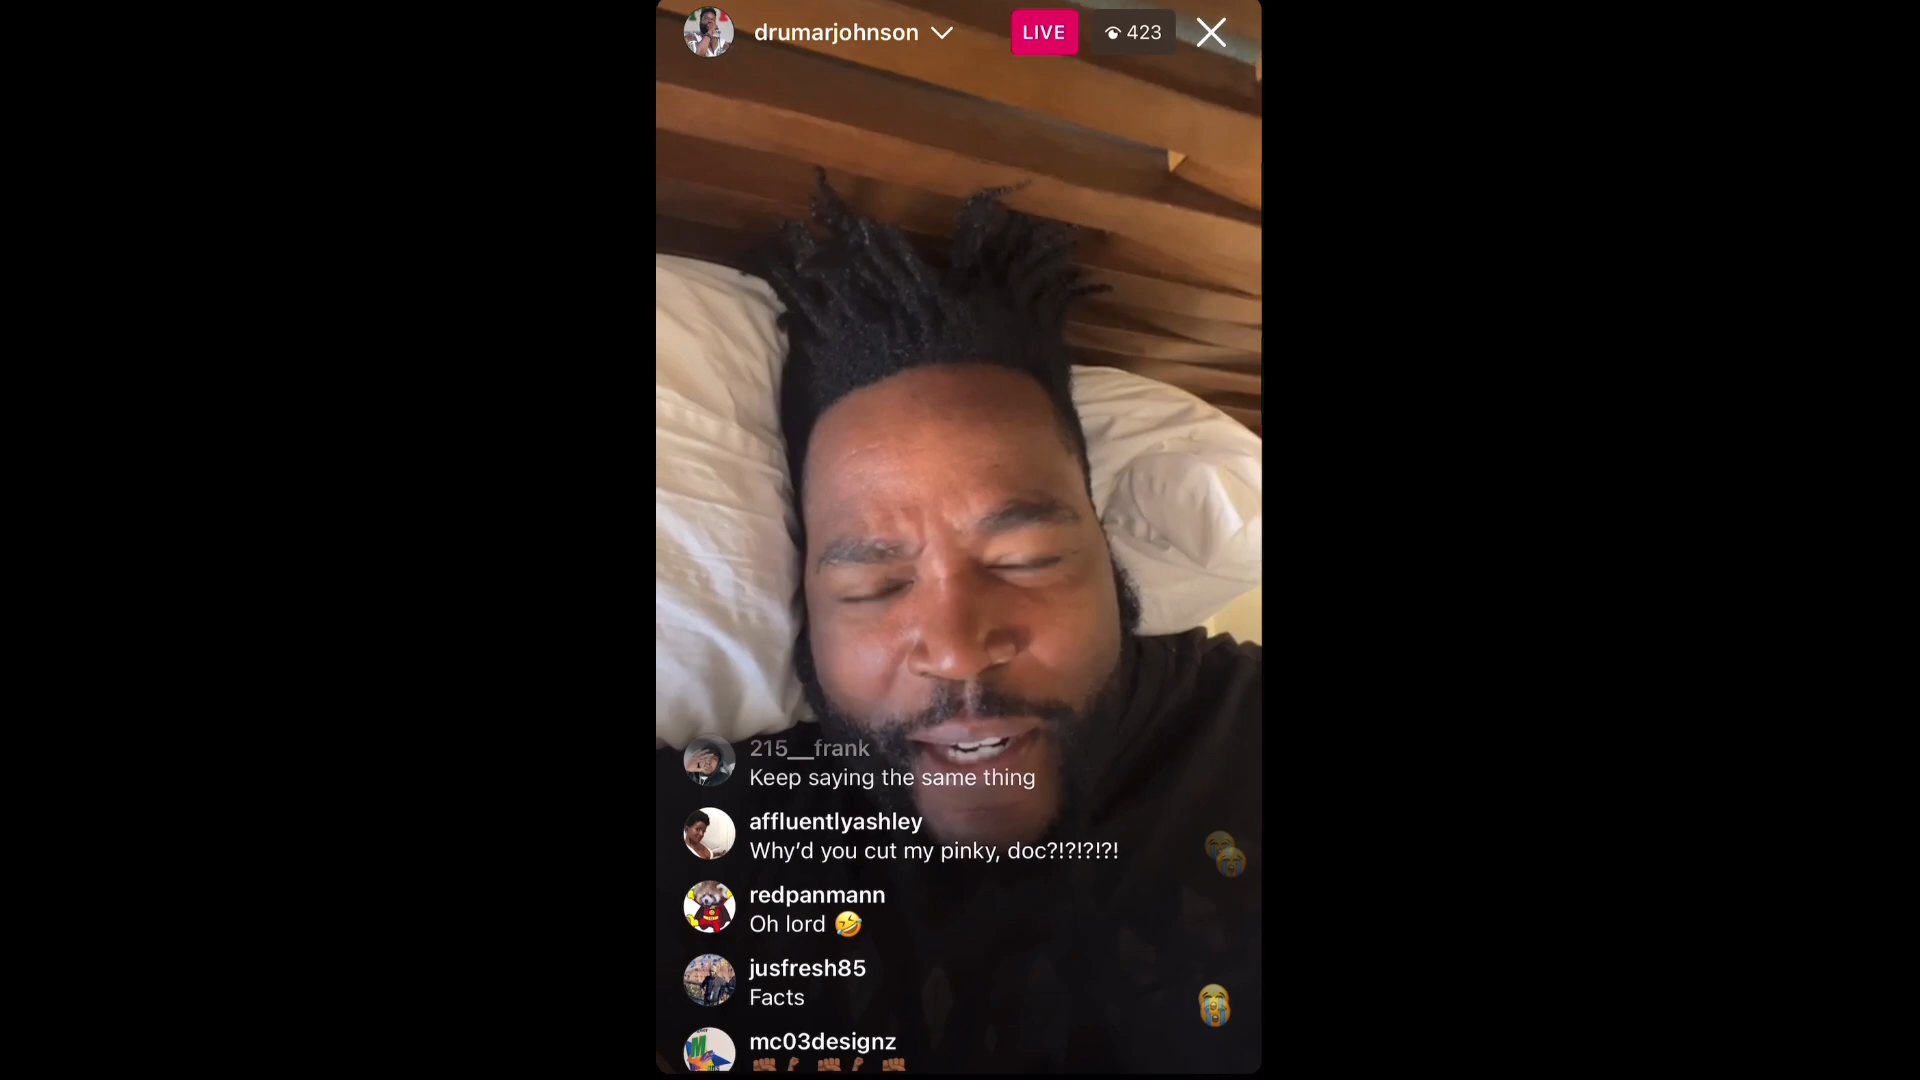 drumarjohnson
LIVE
423
215__frank
Keep saying the same thing
affluentlyashley
Why’d you cut my pinky, doc?!?!?!?!
redpanmann
Oh lord 🤣
jusfresh85
Facts
mc03designz